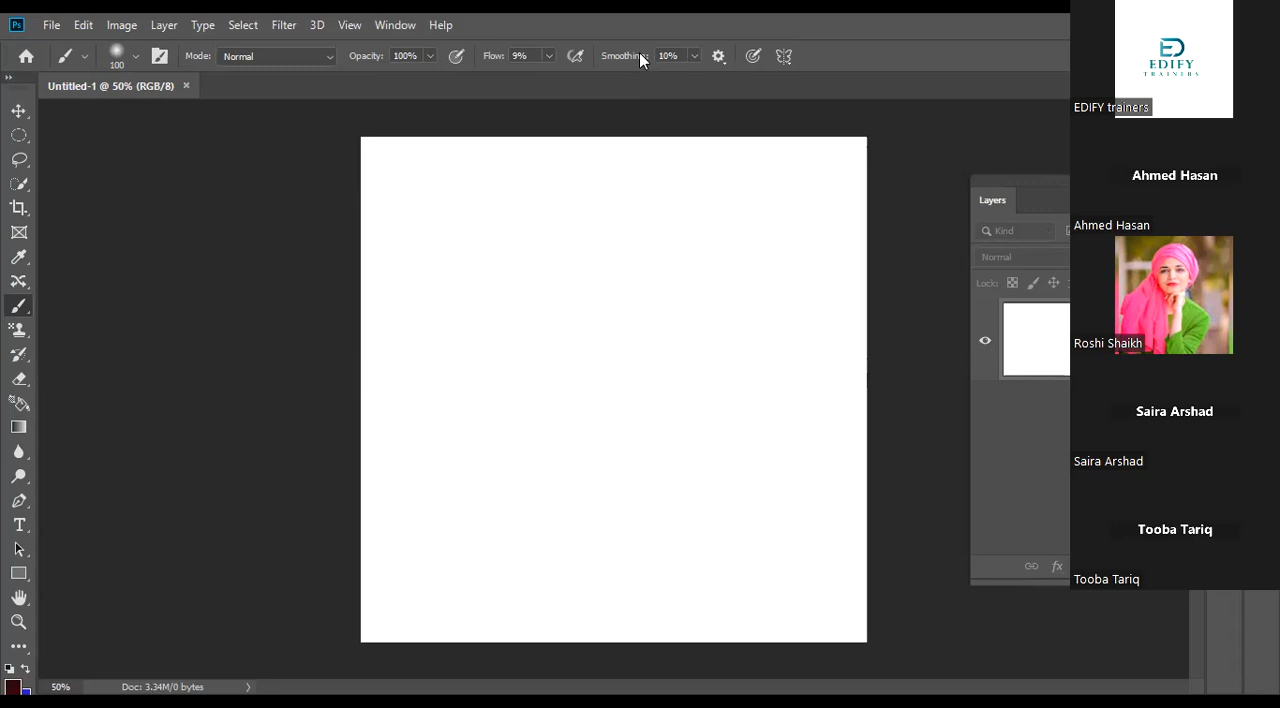 Ps File Edit Image Layer Type Select Filter 3D View Window Help
100 Mode: Normal Opacity: 100% Flow: 9% Smoothing: 10%
Untitled-1 @ 50% (RGB/8) ×
Layers
Kind
Normal
Lock:
fx
50% Doc: 3.34M/0 bytes
ED
EDIFY
TRAINERS
EDIFY trainers
Ahmed Hasan
Ahmed Hasan
Roshi Shaikh
Saira Arshad
Saira Arshad
Tooba Tariq
Tooba Tariq